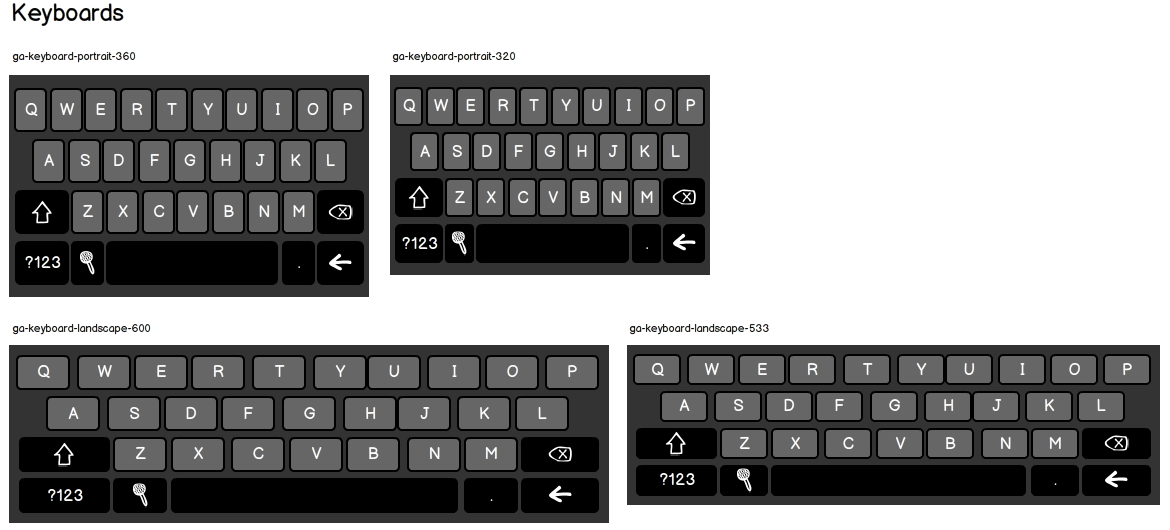 Keyboards
ga-keyboard-portrait-360
Q W E R T Y U I O P
A S D F G H J K L
Z X C V B N M
?123 .
ga-keyboard-portrait-320
Q W E R T Y U I O P
A S D F G H J K L
Z X C V B N M
?123 .
ga-keyboard-landscape-600
Q W E R T Y U I O P
A S D F G H J K L
Z X C V B N M
?123 .
ga-keyboard-landscape-533
Q W E R T Y U I O P
A S D F G H J K L
Z X C V B N M
?123 .